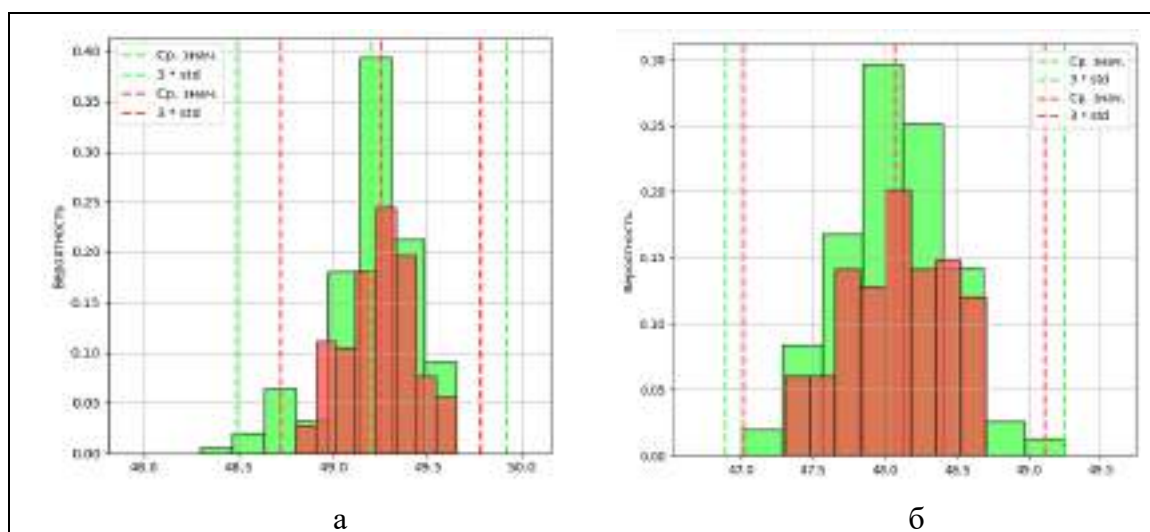 Ср. знач.
3 * std
Ср. знач.
3 * std
Вероятность
0.40
0.35
0.30
0.25
0.20
0.15
0.10
0.05
0.00
48.0 48.5 49.0 49.5 50.0
а
Ср. знач.
3 * std
Ср. знач.
3 * std
Вероятность
0.30
0.25
0.20
0.15
0.10
0.05
0.00
47.0 47.5 48.0 48.5 49.0 49.5
б